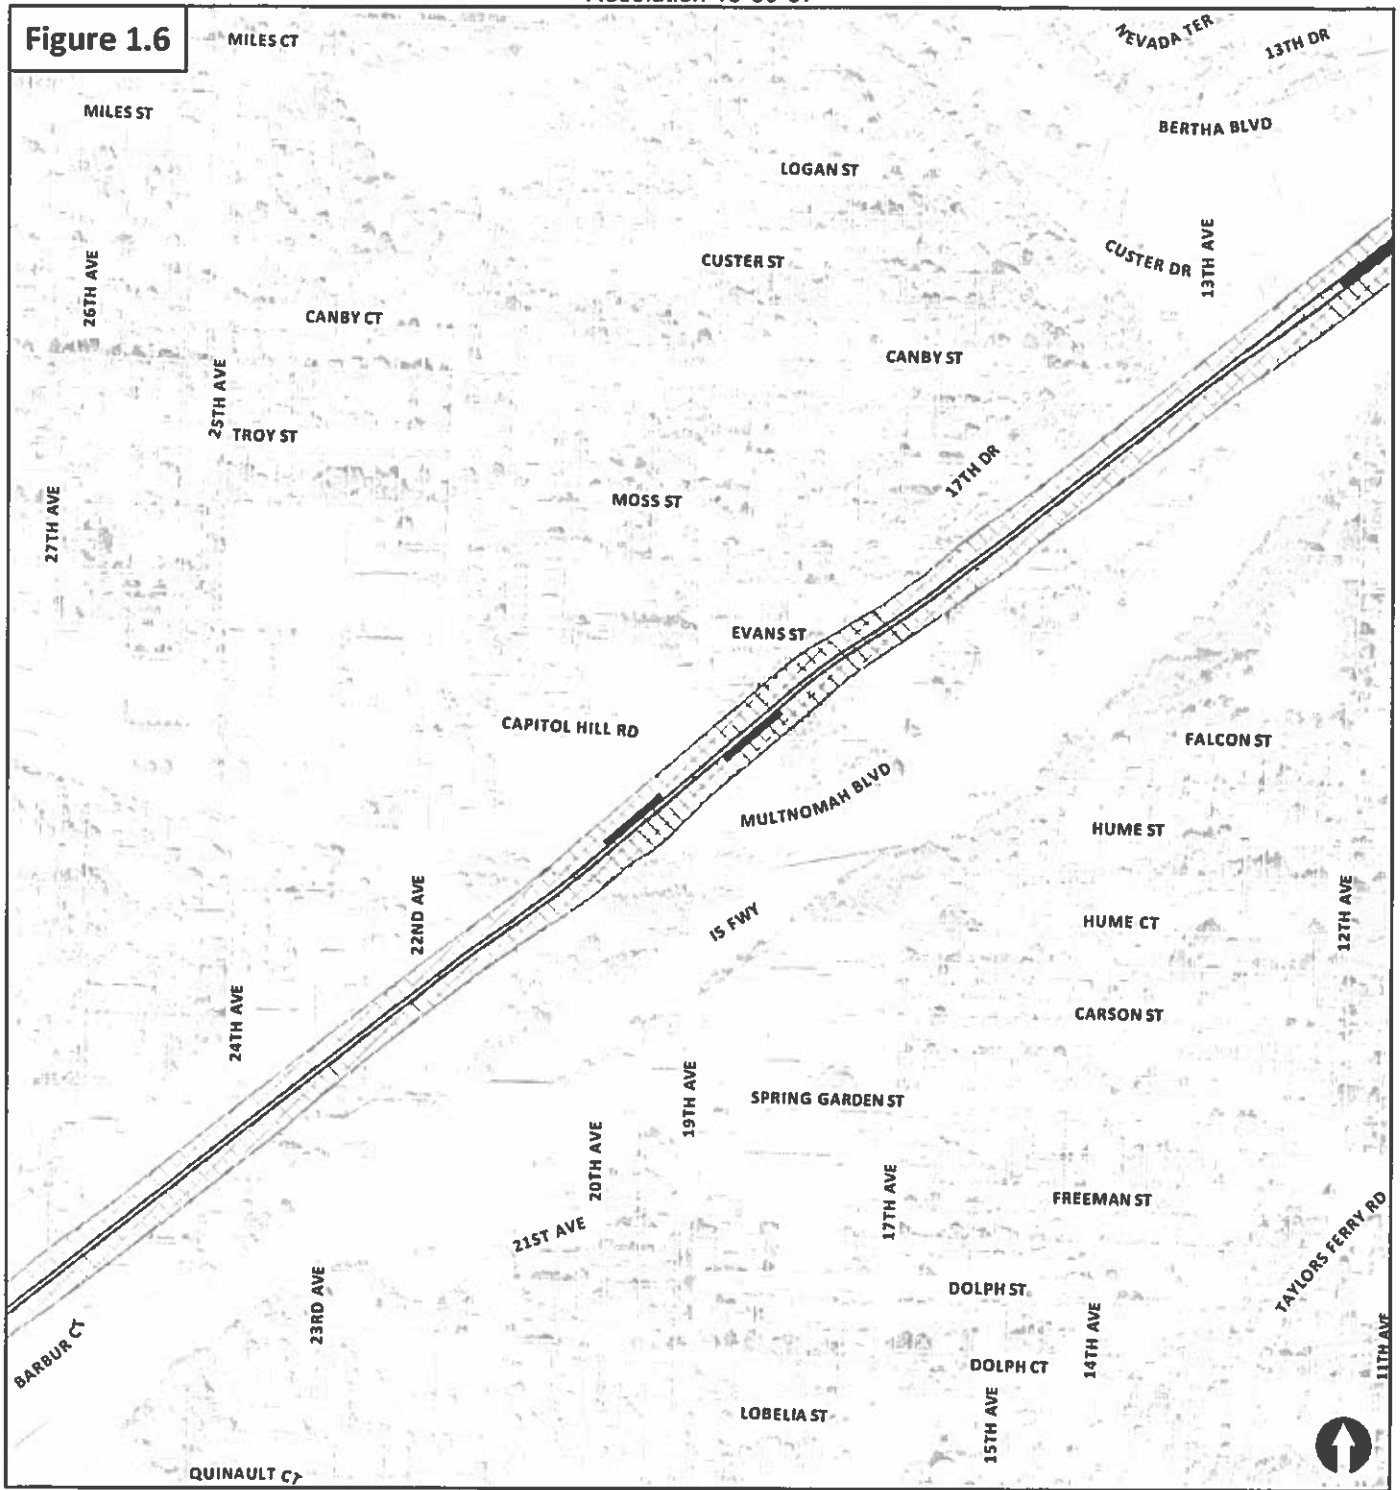 Figure 1.6
MILES CT
NEVADA TER
13TH DR
MILES ST
BERTHA BLVD
LOGAN ST
CUSTER ST
CUSTER DR
13TH AVE
26TH AVE
CANBY CT
CANBY ST
25TH AVE
TROY ST
17TH DR
MOSS ST
27TH AVE
EVANS ST
CAPITOL HILL RD
FALCON ST
MULTNOMAH BLVD
HUME ST
22ND AVE
I5 FWY
HUME CT
12TH AVE
24TH AVE
CARSON ST
19TH AVE
SPRING GARDEN ST
20TH AVE
17TH AVE
FREEMAN ST
21ST AVE
TAYLORS FERRY RD
23RD AVE
DOLPH ST
14TH AVE
11TH AVE
BARBUR CT
DOLPH CT
LOBELIA ST
15TH AVE
QUINAULT CT